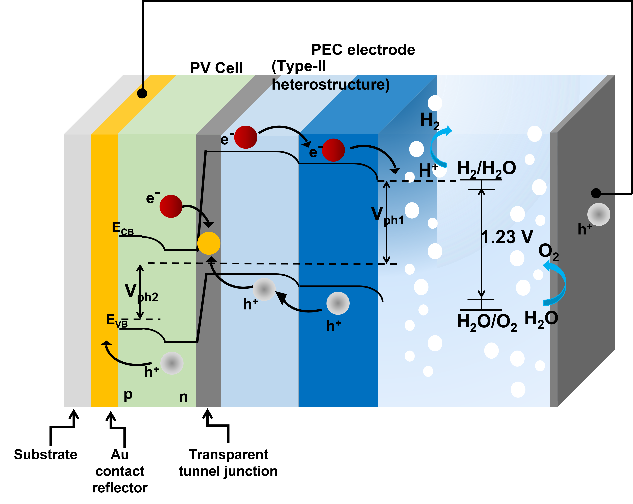 PEC electrode
PV Cell
(Type-II
heterostructure)
H2
e-
e-
H+
H2/H2O
e-
Vph1
h+
ECB
1.23 V
O2
Vph2
h+
h+
EVB
H2O/O2
H2O
h+
p
n
Substrate
Au
contact
reflector
Transparent
tunnel junction